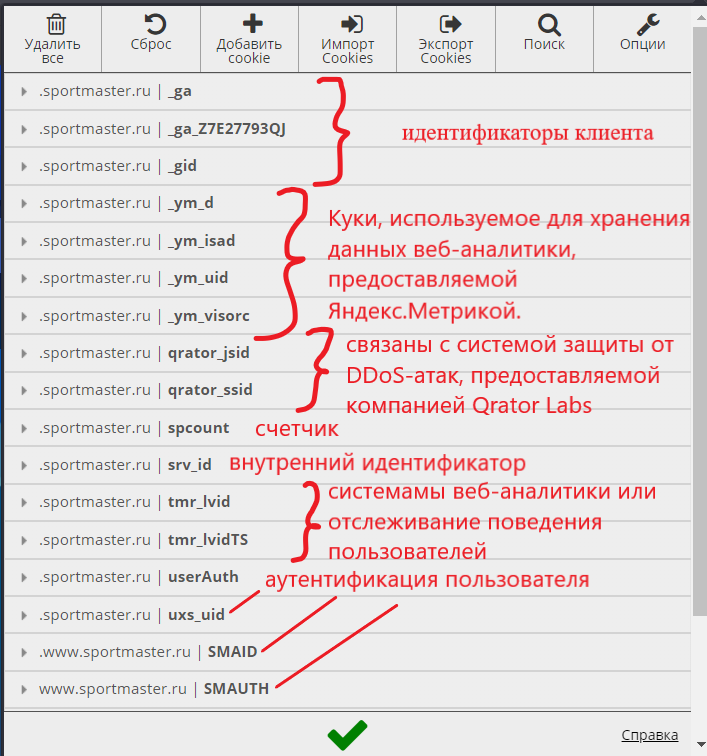 Удалить все
Сброс
Добавить cookie
Импорт Cookies
Экспорт Cookies
Поиск
Опции
.sportmaster.ru | _ga
.sportmaster.ru | _ga_Z7E27793QJ
идентификаторы клиента
.sportmaster.ru | _gid
.sportmaster.ru | _ym_d
.sportmaster.ru | _ym_isad
.sportmaster.ru | _ym_uid
.sportmaster.ru | _ym_visorc
Куки, используемое для хранения
данных веб-аналитики,
предоставляемой
Яндекс.Метрикой.
.sportmaster.ru | qrator_jsid
.sportmaster.ru | qrator_ssid
связаны с системой защиты от
DDoS-атак, предоставляемой
компанией Qrator Labs
.sportmaster.ru | spcount
счетчик
.sportmaster.ru | srv_id
внутренний идентификатор
.sportmaster.ru | tmr_lvid
.sportmaster.ru | tmr_lvidTS
системамы веб-аналитики или
отслеживание поведения
пользователей
.sportmaster.ru | userAuth
аутентификация пользователя
.sportmaster.ru | uxs_uid
.www.sportmaster.ru | SMAID
www.sportmaster.ru | SMAUTH
Справка